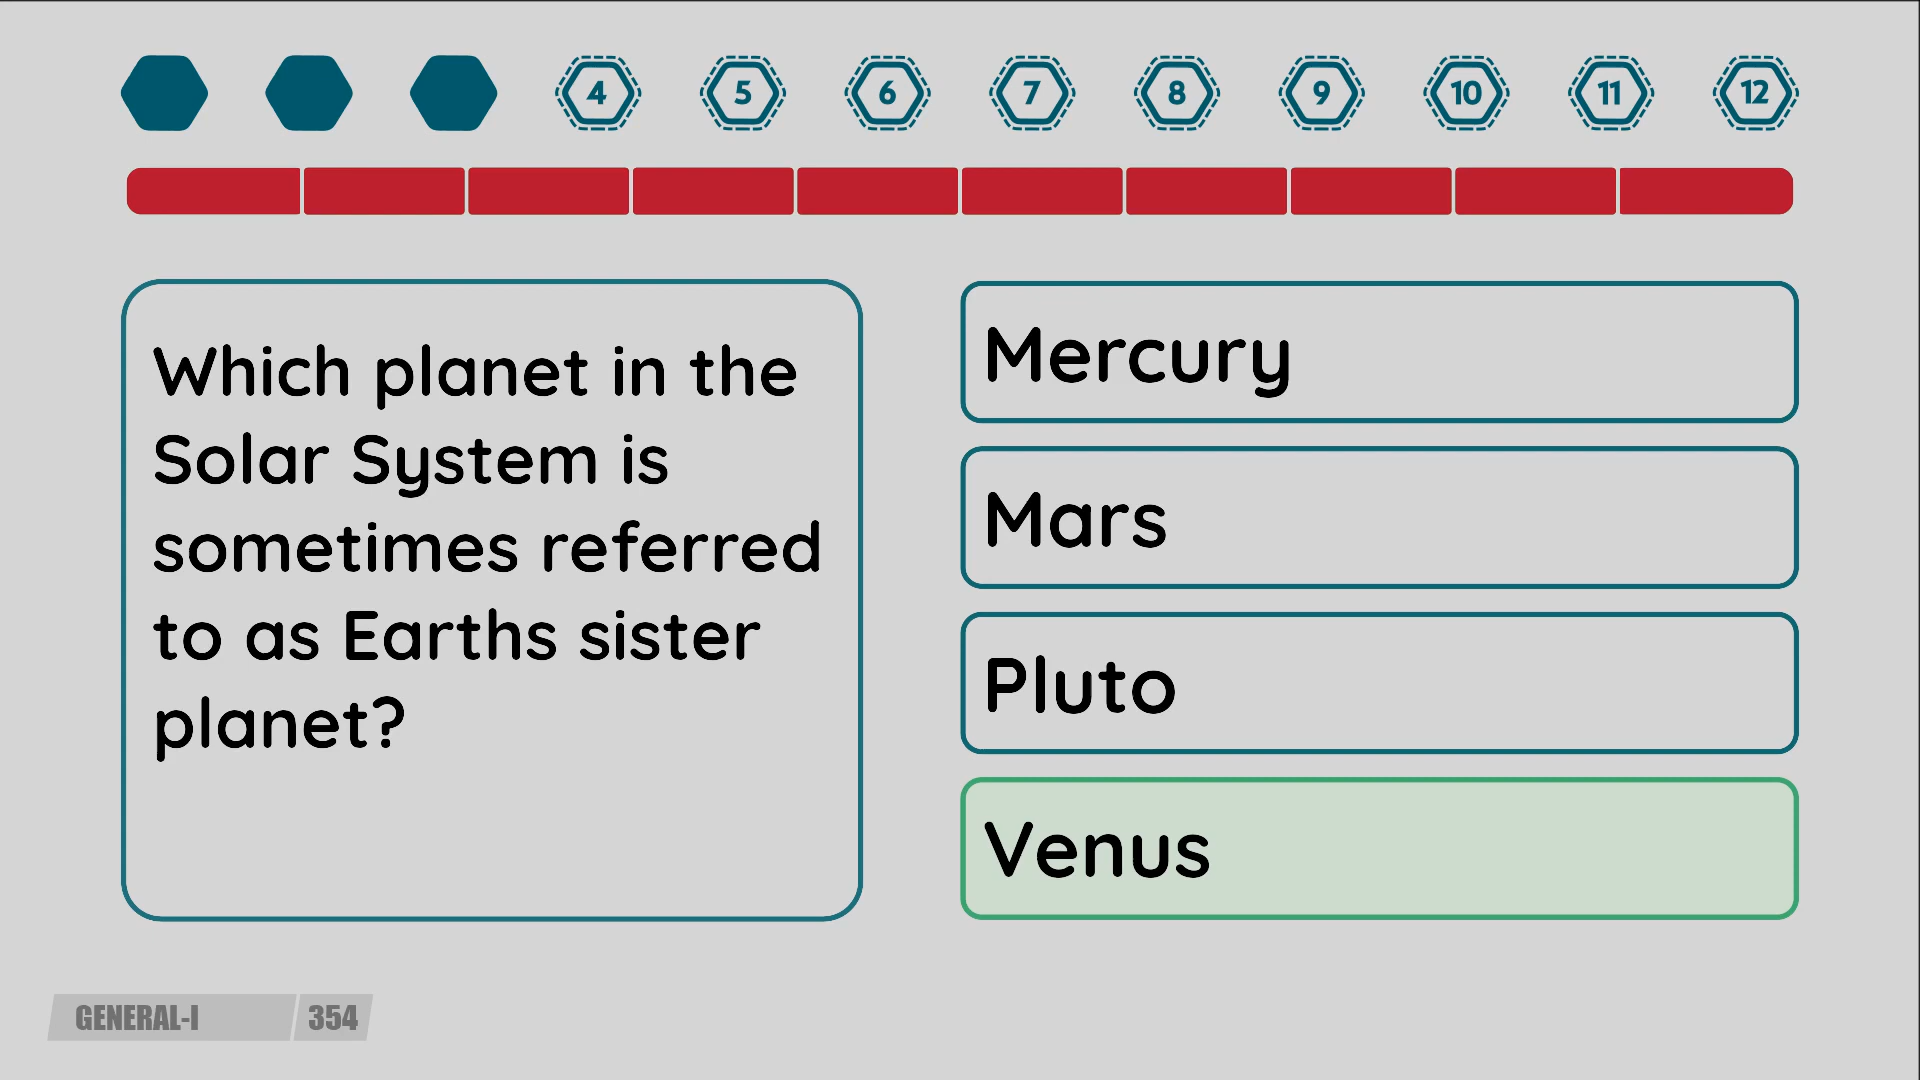 4 5 6 7 8 9 10 11 12
Which planet in the
Solar System is
sometimes referred
to as Earths sister
planet?
Mercury
Mars
Pluto
Venus
GENERAL-I 354